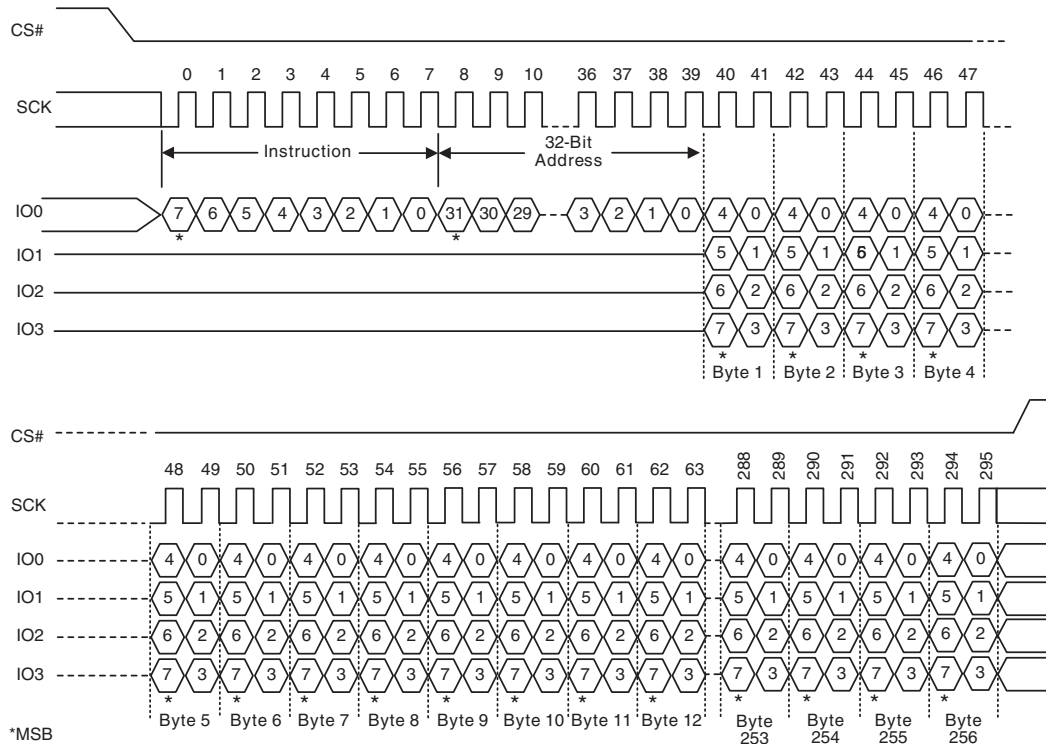 CS#
0 1 2 3 4 5 6 7 8 9 10 36 37 38 39 40 41 42 43 44 45 46 47
SCK
Instruction
32-Bit
Address
IO0 7 6 5 4 3 2 1 0 31 30 29 3 2 1 0 4 0 4 0 4 0 4 0
* *
IO1 5 1 5 1 6 1 5 1
IO2 6 2 6 2 6 2 6 2
IO3 7 3 7 3 7 3 7 3
* * * *
Byte 1 Byte 2 Byte 3 Byte 4
CS#
48 49 50 51 52 53 54 55 56 57 58 59 60 61 62 63 288 289 290 291 292 293 294 295
SCK
IO0 4 0 4 0 4 0 4 0 4 0 4 0 4 0 4 0 4 0 4 0 4 0 4 0
IO1 5 1 5 1 5 1 5 1 5 1 5 1 5 1 5 1 5 1 5 1 5 1 5 1
IO2 6 2 6 2 6 2 6 2 6 2 6 2 6 2 6 2 6 2 6 2 6 2 6 2
IO3 7 3 7 3 7 3 7 3 7 3 7 3 7 3 7 3 7 3 7 3 7 3 7 3
* * * * * * * * * * * *
Byte 5 Byte 6 Byte 7 Byte 8 Byte 9 Byte 10 Byte 11 Byte 12 Byte 253 Byte 254 Byte 255 Byte 256
*MSB